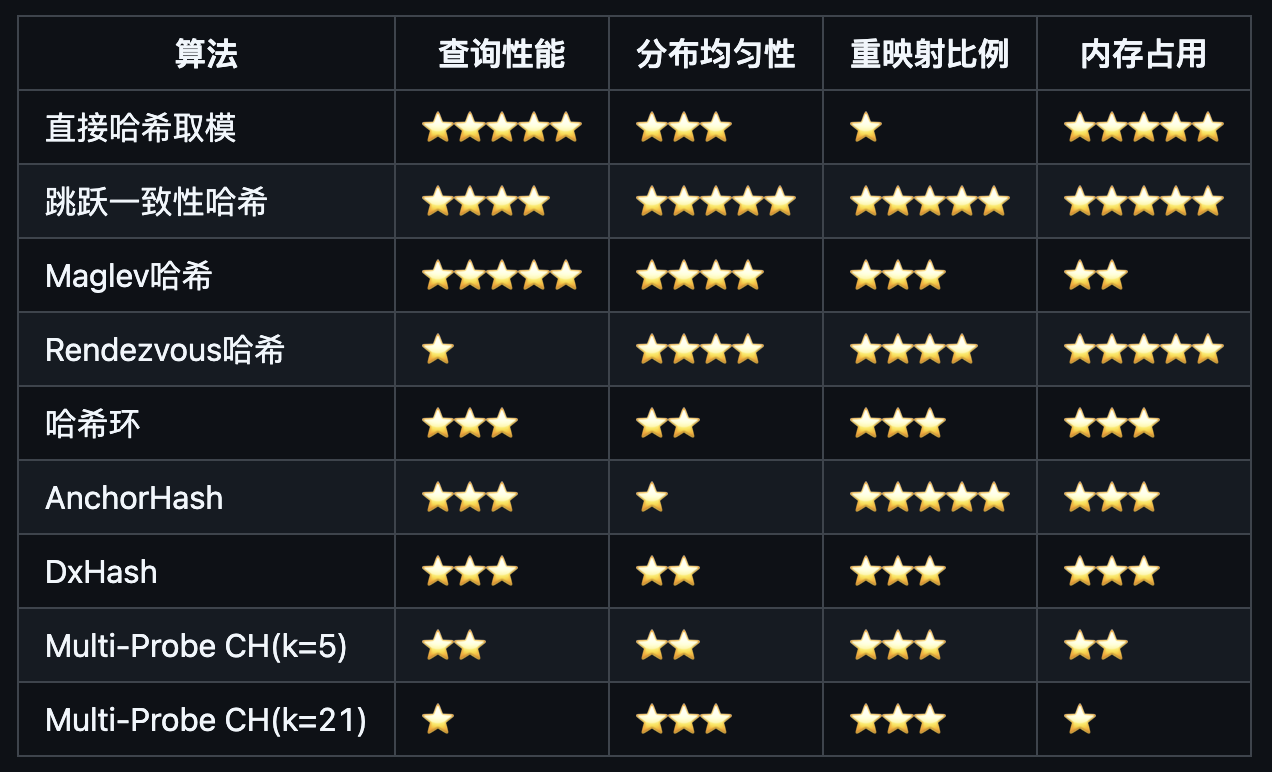 算法 查询性能 分布均匀性 重映射比例 内存占用
直接哈希取模 ⭐⭐⭐⭐⭐ ⭐⭐⭐ ⭐ ⭐⭐⭐⭐⭐
跳跃一致性哈希 ⭐⭐⭐⭐ ⭐⭐⭐⭐⭐ ⭐⭐⭐⭐⭐ ⭐⭐⭐⭐⭐
Maglev哈希 ⭐⭐⭐⭐⭐ ⭐⭐⭐⭐ ⭐⭐⭐ ⭐⭐
Rendezvous哈希 ⭐ ⭐⭐⭐⭐ ⭐⭐⭐⭐ ⭐⭐⭐⭐⭐
哈希环 ⭐⭐⭐ ⭐⭐ ⭐⭐⭐ ⭐⭐⭐
AnchorHash ⭐⭐⭐ ⭐ ⭐⭐⭐⭐⭐ ⭐⭐⭐
DxHash ⭐⭐⭐ ⭐⭐ ⭐⭐⭐ ⭐⭐⭐
Multi-Probe CH(k=5) ⭐⭐ ⭐⭐ ⭐⭐⭐ ⭐⭐
Multi-Probe CH(k=21) ⭐ ⭐⭐⭐ ⭐⭐⭐ ⭐